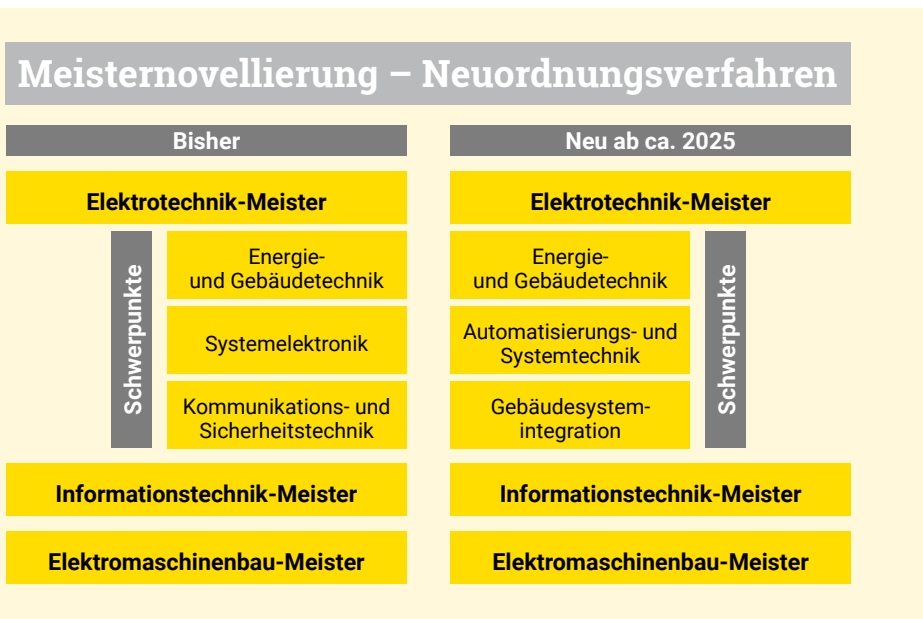 Meisternovellierung – Neuordnungsverfahren
Bisher
Elektrotechnik-Meister
Schwerpunkte
Energie-
und Gebäudetechnik
Systemelektronik
Kommunikations- und
Sicherheitstechnik
Informationstechnik-Meister
Elektromaschinenbau-Meister
Neu ab ca. 2025
Elektrotechnik-Meister
Energie-
und Gebäudetechnik
Automatisierungs- und
Systemtechnik
Gebäudesystem-
integration
Schwerpunkte
Informationstechnik-Meister
Elektromaschinenbau-Meister